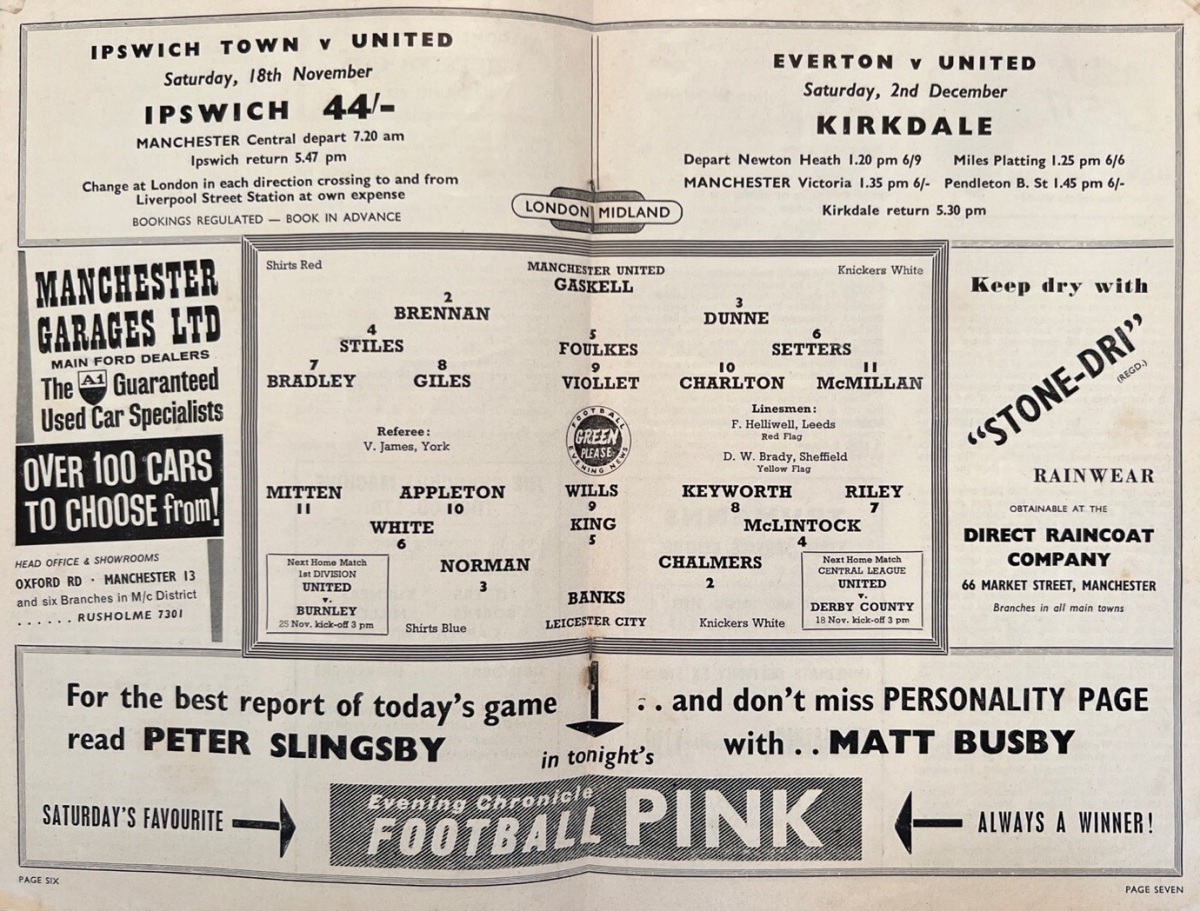 IPSWICH TOWN v UNITED
Saturday, 18th November
IPSWICH 44/-
MANCHESTER Central depart 7.20 am
Ipswich return 5.47 pm
Change at London in each direction crossing to and from
Liverpool Street Station at own expense
BOOKINGS REGULATED — BOOK IN ADVANCE
EVERTON v UNITED
Saturday, 2nd December
KIRKDALE
Depart Newton Heath 1.20 pm 6/9 Miles Platting 1.25 pm 6/6
MANCHESTER Victoria 1.35 pm 6/- Pendleton B. St 1.45 pm 6/-
Kirkdale return 5.30 pm
LONDON MIDLAND
MANCHESTER
GARAGES LTD
MAIN FORD DEALERS
The A1 Guaranteed
Used Car Specialists
OVER 100 CARS
TO CHOOSE from!
HEAD OFFICE & SHOWROOMS
OXFORD RD · MANCHESTER 13
and six Branches in M/c District
...... RUSHOLME 7301
Shirts Red
MANCHESTER UNITED
Knickers White
GASKELL
2 3
BRENNAN DUNNE
4 5 6
STILES FOULKES SETTERS
7 8 9 10 11
BRADLEY GILES VIOLLET CHARLTON McMILLAN
Referee:
V. James, York
FOOTBALL
GREEN
PLEASE
EVENING NEWS
Linesmen:
F. Helliwell, Leeds
Red Flag
D. W. Brady, Sheffield
Yellow Flag
MITTEN APPLETON WILLS KEYWORTH RILEY
11 10 9 8 7
WHITE KING McLINTOCK
6 5 4
NORMAN CHALMERS
3 2
BANKS
LEICESTER CITY
Next Home Match
1st DIVISION
UNITED
v.
BURNLEY
25 Nov. kick-off 3 pm
Shirts Blue
Knickers White
Next Home Match
CENTRAL LEAGUE
UNITED
v.
DERBY COUNTY
18 Nov. kick-off 3 pm
Keep dry with
"STONE-DRI"
(REGD.)
RAINWEAR
OBTAINABLE AT THE
DIRECT RAINCOAT
COMPANY
66 MARKET STREET, MANCHESTER
Branches in all main towns
For the best report of today's game
read PETER SLINGSBY
in tonight's
. . and don't miss PERSONALITY PAGE
with . . MATT BUSBY
SATURDAY'S FAVOURITE
Evening Chronicle
FOOTBALL PINK
ALWAYS A WINNER!
PAGE SIX
PAGE SEVEN